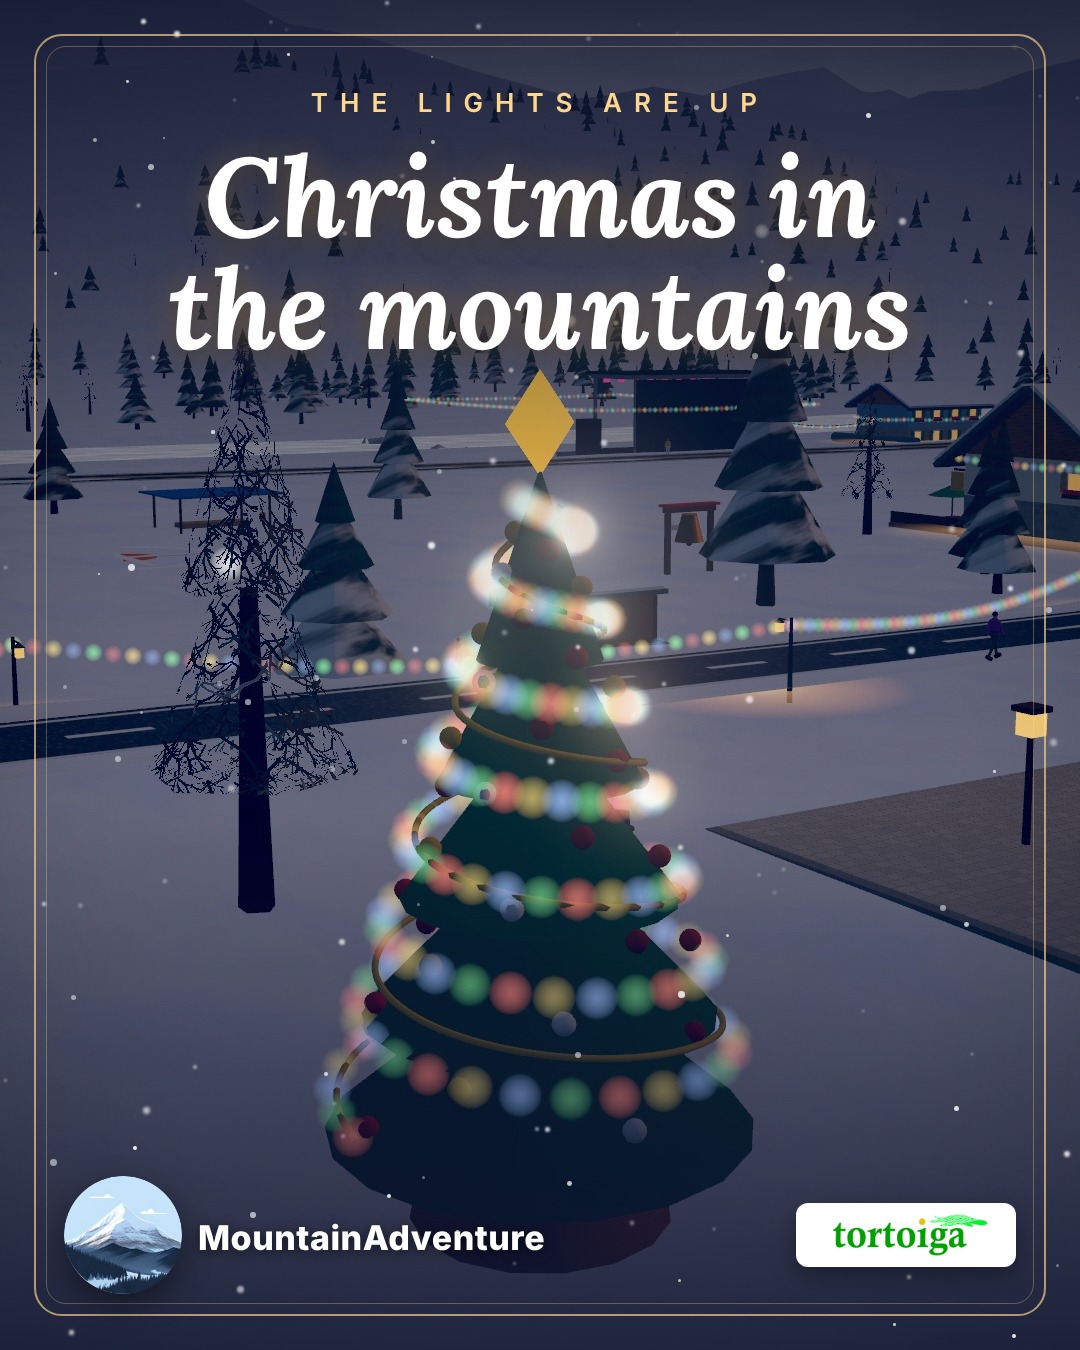 THE LIGHTS ARE UP
Christmas in
the mountains
MountainAdventure
tortoiga